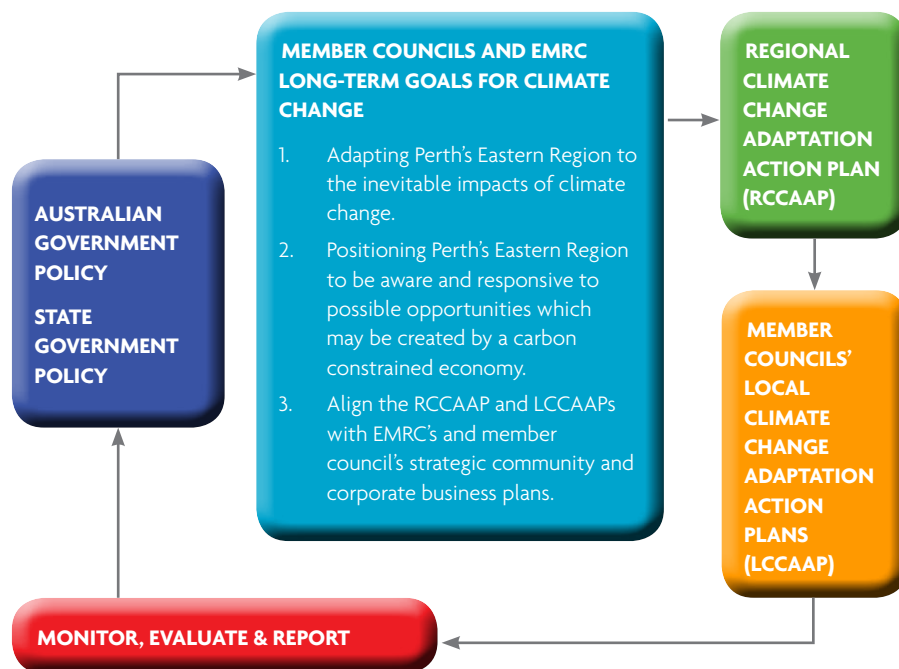 AUSTRALIAN
GOVERNMENT
POLICY
STATE
GOVERNMENT
POLICY
MEMBER COUNCILS AND EMRC
LONG-TERM GOALS FOR CLIMATE
CHANGE
1. Adapting Perth’s Eastern Region to
the inevitable impacts of climate
change.
2. Positioning Perth’s Eastern Region
to be aware and responsive to
possible opportunities which
may be created by a carbon
constrained economy.
3. Align the RCCAAP and LCCAAPs
with EMRC’s and member
council’s strategic community and
corporate business plans.
REGIONAL
CLIMATE
CHANGE
ADAPTATION
ACTION PLAN
(RCCAAP)
MEMBER
COUNCILS’
LOCAL
CLIMATE
CHANGE
ADAPTATION
ACTION
PLANS
(LCCAAP)
MONITOR, EVALUATE & REPORT